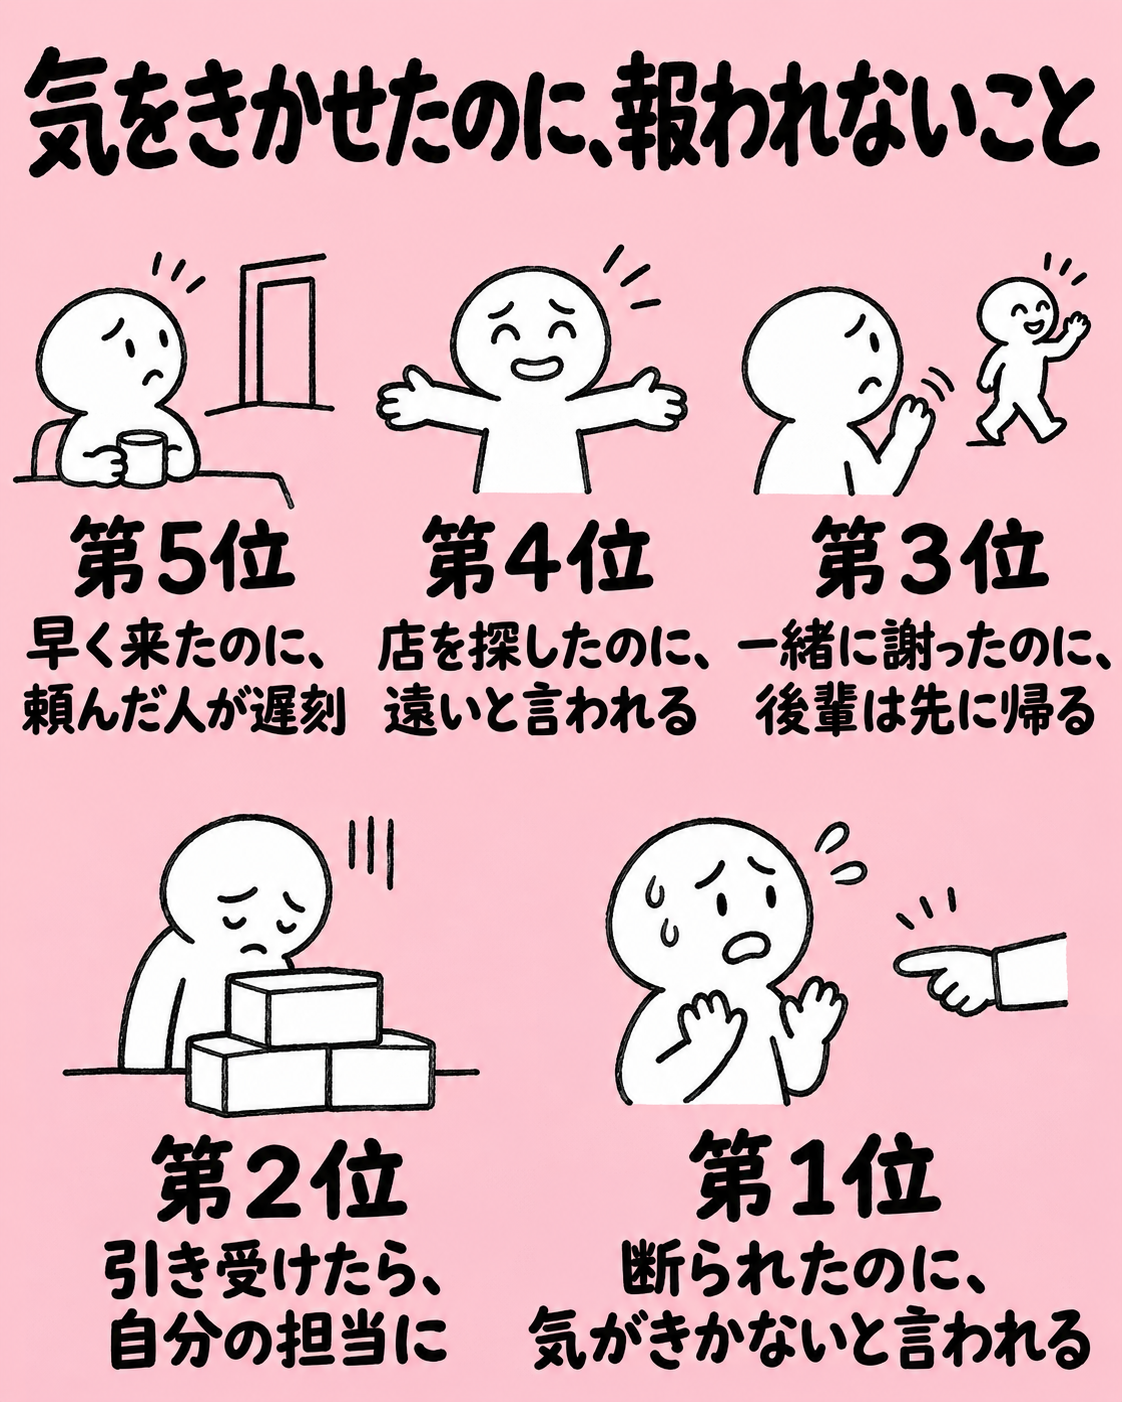 気をきかせたのに、報われないこと
第5位
早く来たのに、
頼んだ人が遅刻
第4位
店を探したのに、
遠いと言われる
第3位
一緒に謝ったのに、
後輩は先に帰る
第2位
引き受けたら、
自分の担当に
第1位
断られたのに、
気がきかないと言われる